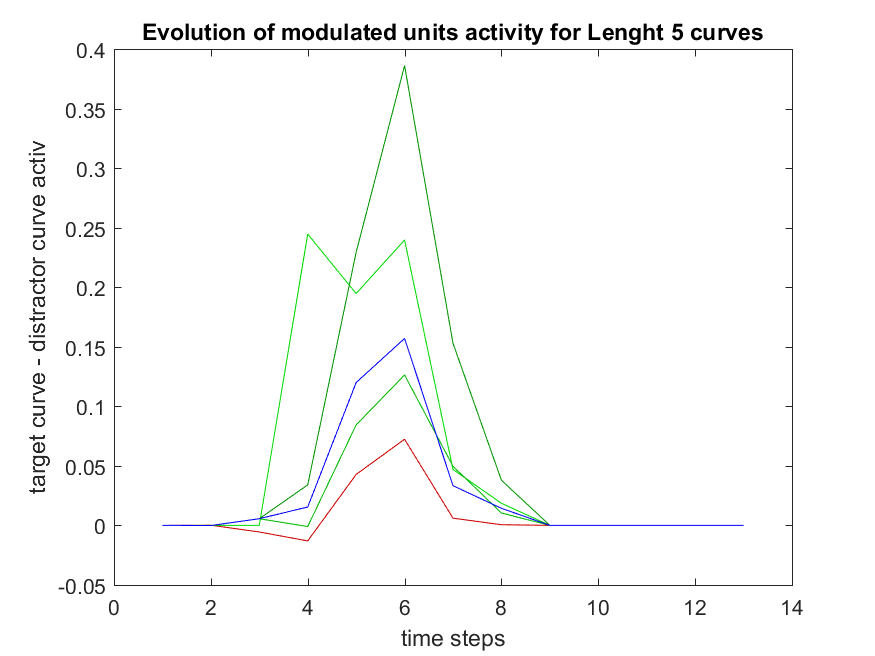 Evolution of modulated units activity for Lenght 5 curves
0.4
0.35
0.3
0.25
0.2
0.15
0.1
0.05
0
-0.05
target curve - distractor curve activ
0 2 4 6 8 10 12 14
time steps